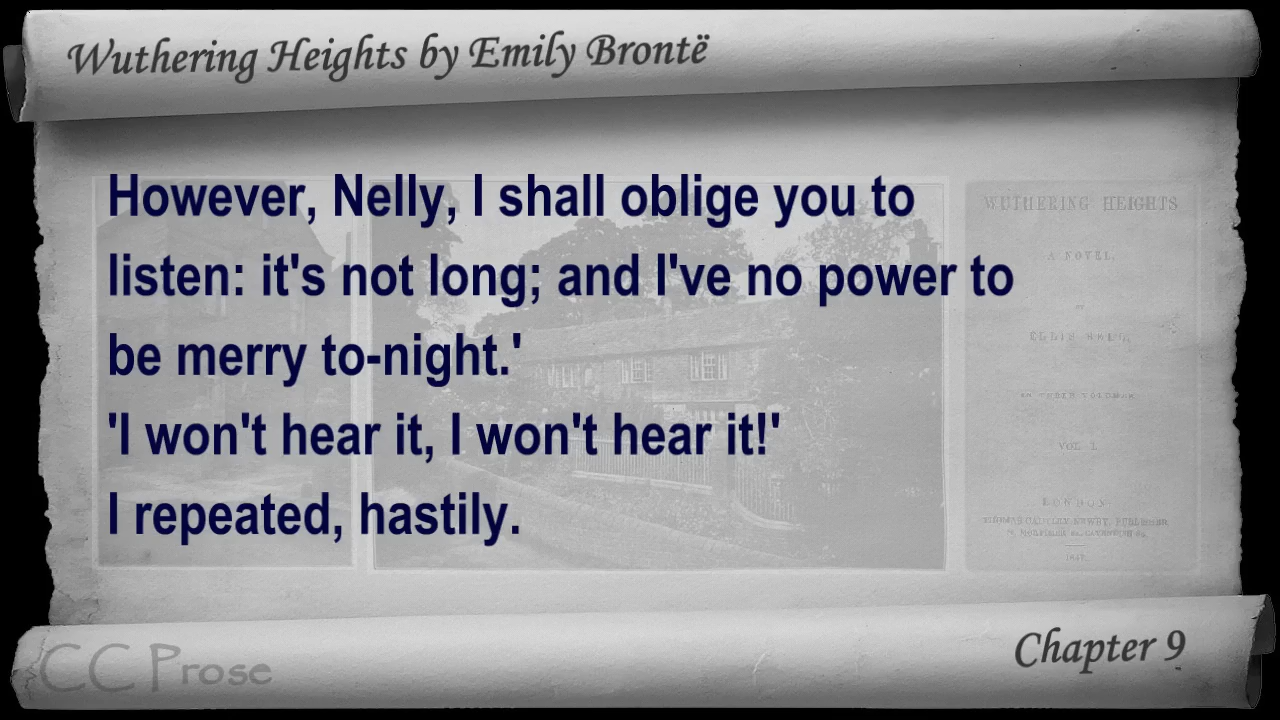 Wuthering Heights by Emily Brontë
However, Nelly, I shall oblige you to
listen: it's not long; and I've no power to
be merry to-night.'
'I won't hear it, I won't hear it!'
I repeated, hastily.
WUTHERING HEIGHTS
A NOVEL,
VOL. I.
LONDON
1847.
CC Prose
Chapter 9